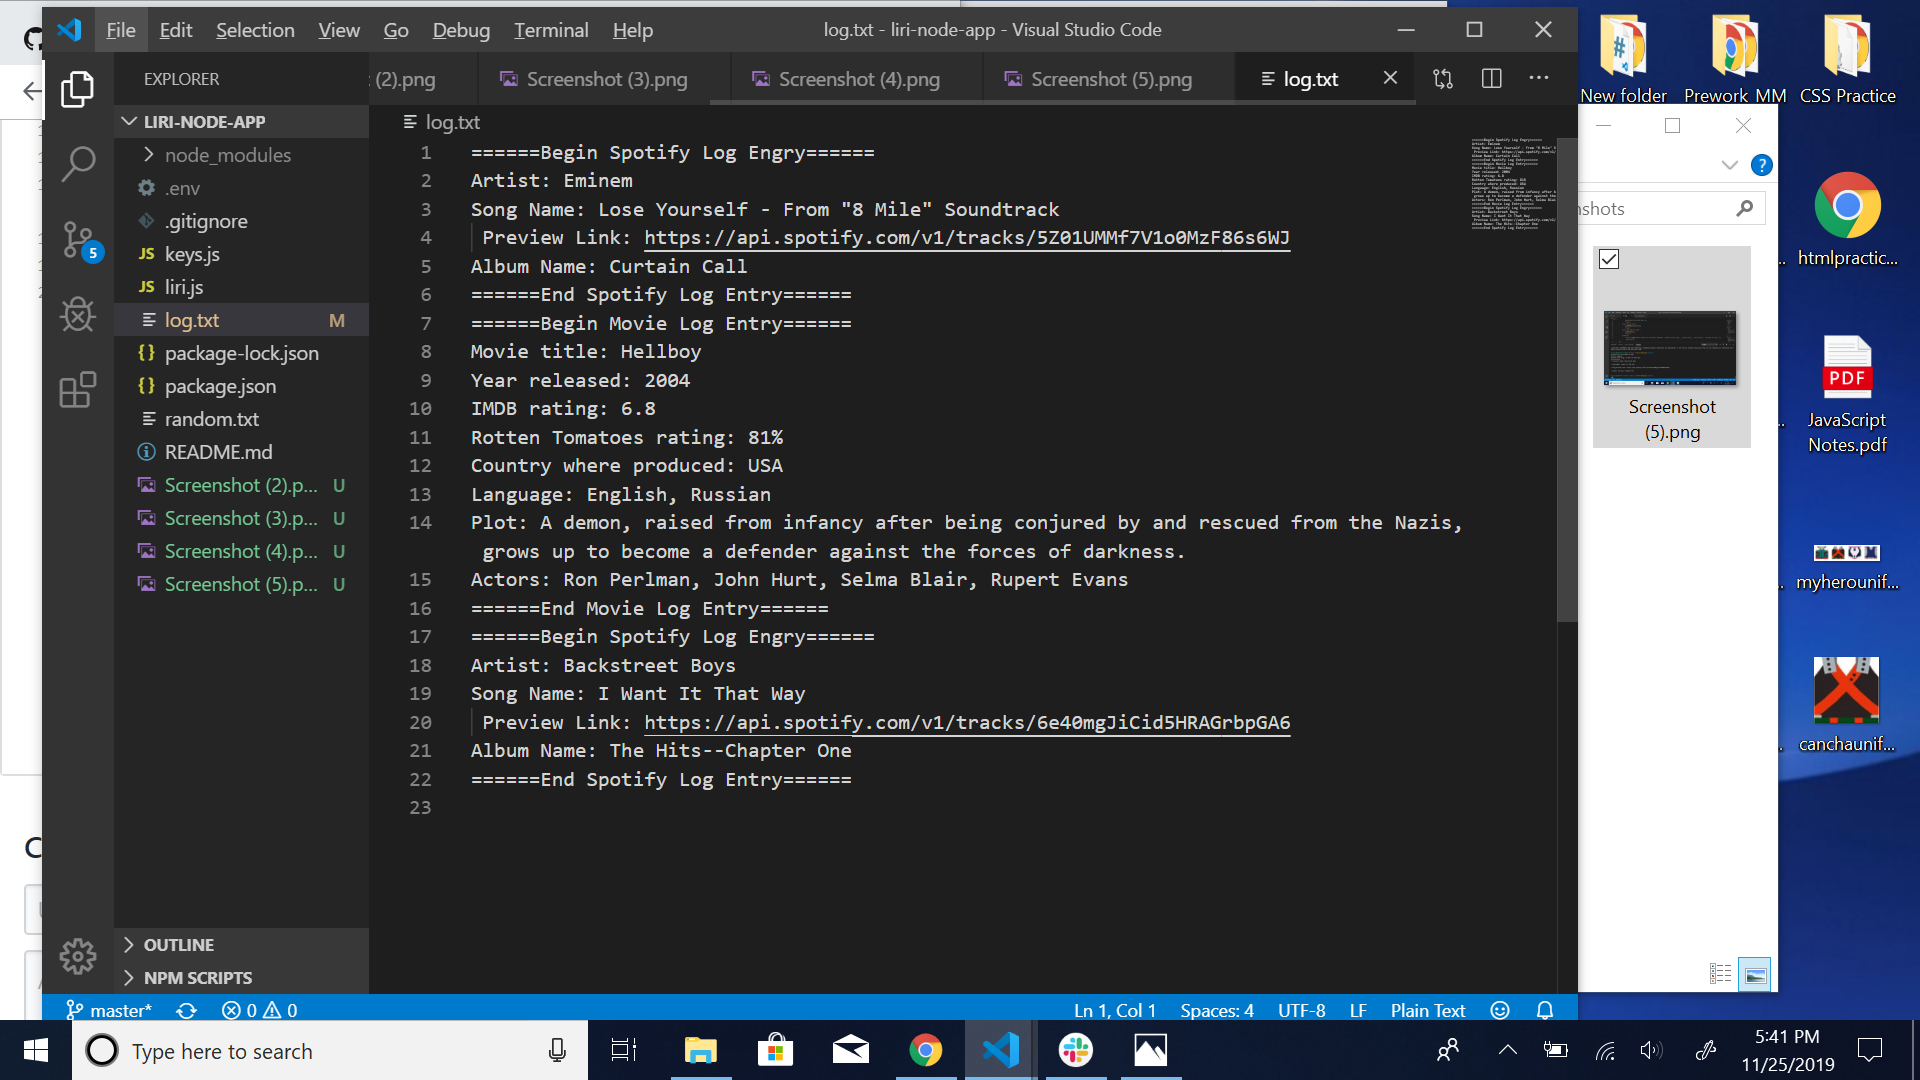 File Edit Selection View Go Debug Terminal Help
log.txt - liri-node-app - Visual Studio Code
EXPLORER
(2).png
Screenshot (3).png
Screenshot (4).png
Screenshot (5).png
log.txt
LIRI-NODE-APP
node_modules
.env
.gitignore
JS keys.js
JS liri.js
log.txt M
{} package-lock.json
{} package.json
random.txt
README.md
Screenshot (2).p... U
Screenshot (3).p... U
Screenshot (4).p... U
Screenshot (5).p... U
OUTLINE
NPM SCRIPTS
5
log.txt
1 ======Begin Spotify Log Engry======
2 Artist: Eminem
3 Song Name: Lose Yourself - From "8 Mile" Soundtrack
4 Preview Link: https://api.spotify.com/v1/tracks/5Z01UMMf7V1o0MzF86s6WJ
5 Album Name: Curtain Call
6 ======End Spotify Log Entry======
7 ======Begin Movie Log Entry======
8 Movie title: Hellboy
9 Year released: 2004
10 IMDB rating: 6.8
11 Rotten Tomatoes rating: 81%
12 Country where produced: USA
13 Language: English, Russian
14 Plot: A demon, raised from infancy after being conjured by and rescued from the Nazis,
grows up to become a defender against the forces of darkness.
15 Actors: Ron Perlman, John Hurt, Selma Blair, Rupert Evans
16 ======End Movie Log Entry======
17 ======Begin Spotify Log Engry======
18 Artist: Backstreet Boys
19 Song Name: I Want It That Way
20 Preview Link: https://api.spotify.com/v1/tracks/6e40mgJiCid5HRAGrbpGA6
21 Album Name: The Hits--Chapter One
22 ======End Spotify Log Entry======
23
master* 0 0
Ln 1, Col 1 Spaces: 4 UTF-8 LF Plain Text
nshots
Screenshot
(5).png
New folder
Prework_MM
CSS Practice
htmlpractic...
PDF
JavaScript
Notes.pdf
myherounif...
canchaunif...
Type here to search
5:41 PM
11/25/2019